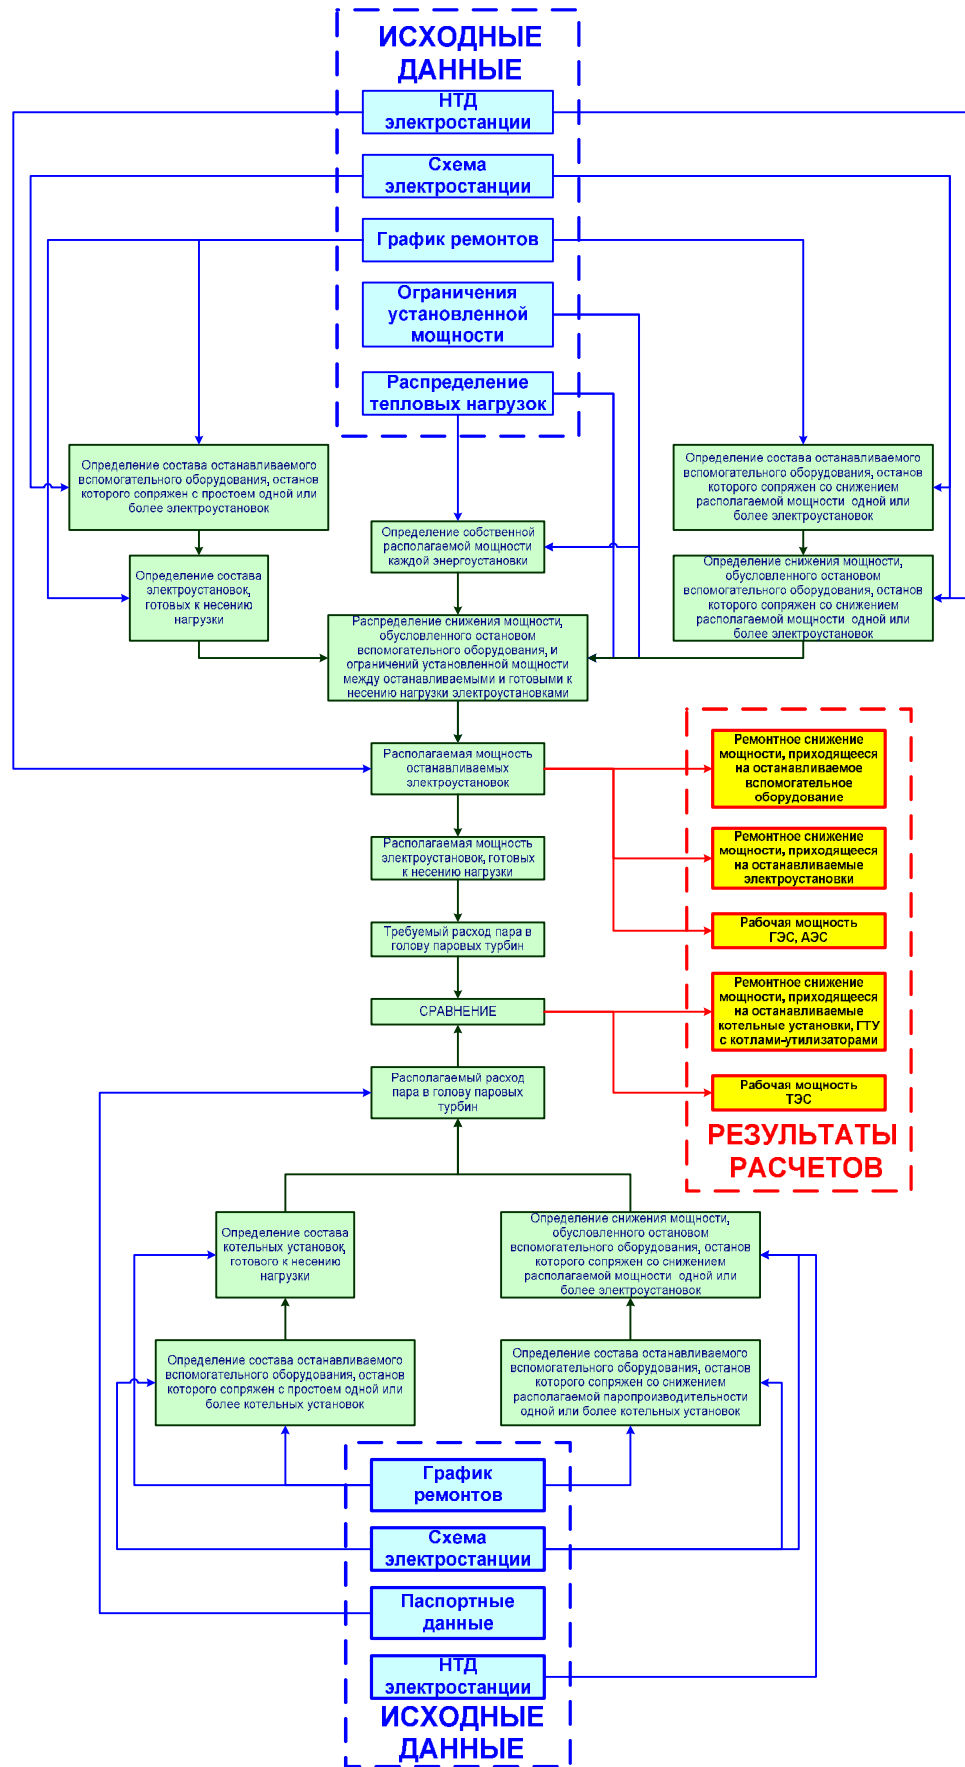 ИСХОДНЫЕ
ДАННЫЕ
НТД
электростанции
Схема
электростанции
График ремонтов
Ограничения
установленной
мощности
Распределение
тепловых нагрузок
Определение состава останавливаемого
вспомогательного оборудования, останов
которого сопряжен с простоем одной или
более электроустановок
Определение состава останавливаемого
вспомогательного оборудования, останов
которого сопряжен со снижением
располагаемой мощности одной или
более электроустановок
Определение собственной
располагаемой мощности
каждой энергоустановки
Определение состава
электроустановок,
готовых к несению
нагрузки
Определение снижения мощности,
обусловленного остановом
вспомогательного оборудования, останов
которого сопряжен со снижением
располагаемой мощности одной или
более электроустановок
Распределение снижения мощности,
обусловленного остановом
вспомогательного оборудования, и
ограничений установленной мощности
между останавливаемыми и готовыми к
несению нагрузки электроустановками
Располагаемая мощность
останавливаемых
электроустановок
Располагаемая мощность
электроустановок, готовых
к несению нагрузки
Требуемый расход пара в
голову паровых турбин
СРАВНЕНИЕ
Располагаемый расход
пара в голову паровых
турбин
Ремонтное снижение
мощности, приходящееся
на останавливаемое
вспомогательное
оборудование
Ремонтное снижение
мощности, приходящееся
на останавливаемые
электроустановки
Рабочая мощность
ГЭС, АЭС
Ремонтное снижение
мощности, приходящееся
на останавливаемые
котельные установки, ГТУ
с котлами-утилизаторами
Рабочая мощность
ТЭС
РЕЗУЛЬТАТЫ
РАСЧЕТОВ
Определение состава
котельных установок,
готового к несению
нагрузки
Определение снижения мощности,
обусловленного остановом
вспомогательного оборудования, останов
которого сопряжен со снижением
располагаемой мощности одной или
более электроустановок
Определение состава останавливаемого
вспомогательного оборудования, останов
которого сопряжен с простоем одной или
более котельных установок
Определение состава останавливаемого
вспомогательного оборудования, останов
которого сопряжен со снижением
располагаемой паропроизводительности
одной или более котельных установок
График
ремонтов
Схема
электростанции
Паспортные
данные
НТД
электростанции
ИСХОДНЫЕ
ДАННЫЕ